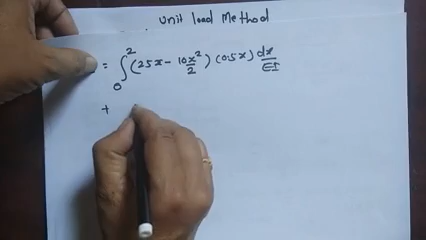 Unit load Method
= ∫₀² (25x - 10x²/2) (0.5x) dx/EI
+